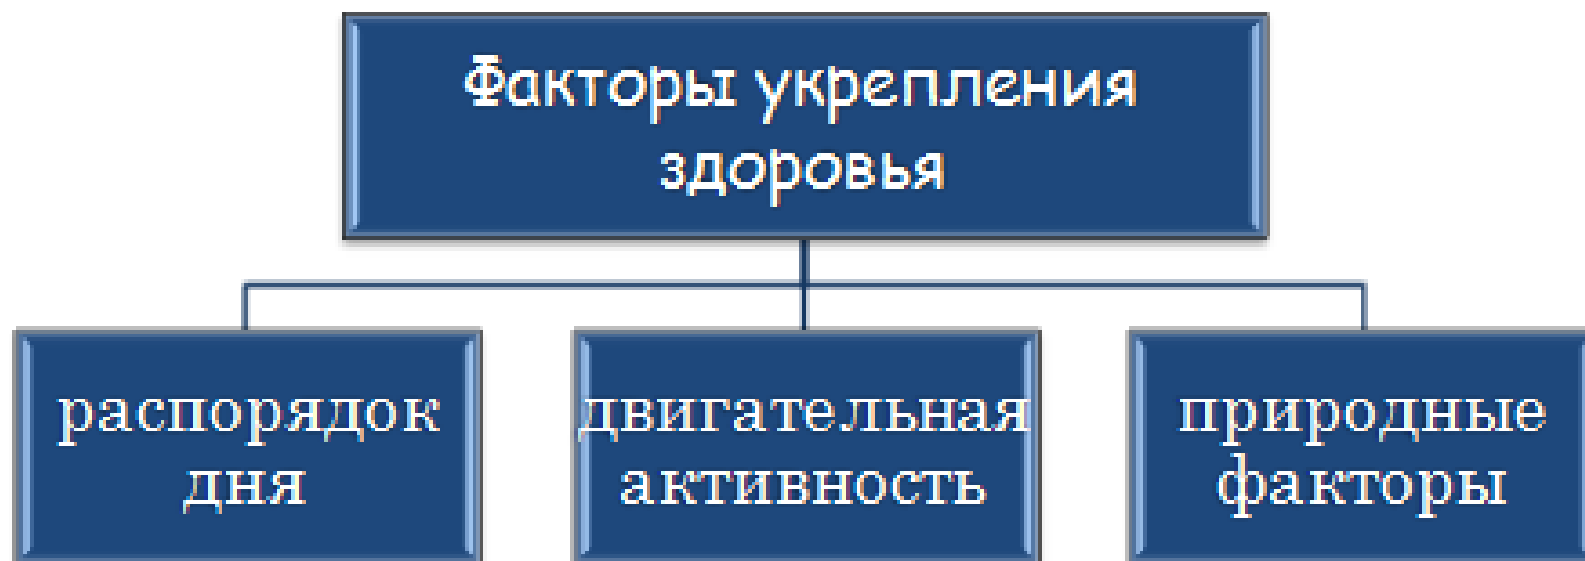 Факторы укрепления
здоровья
распорядок
дня
двигательная
активность
природные
факторы